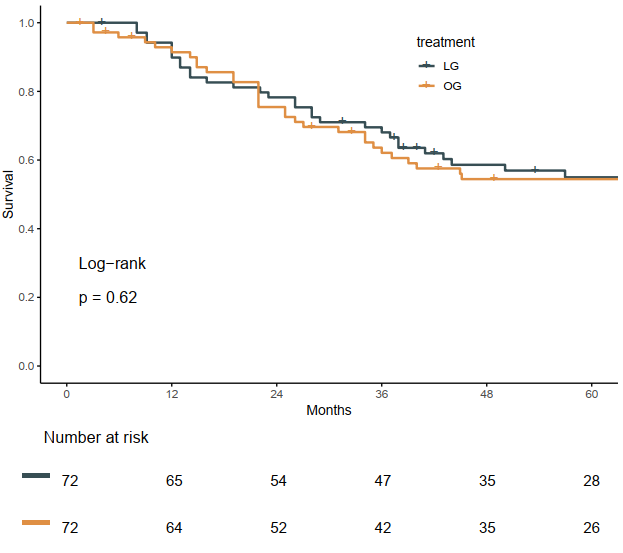 treatment
LG
OG
1.0
0.8
0.6
0.4
0.2
0.0
Survival
Log−rank
p = 0.62
0 12 24 36 48 60
Months
Number at risk
72 65 54 47 35 28
72 64 52 42 35 26